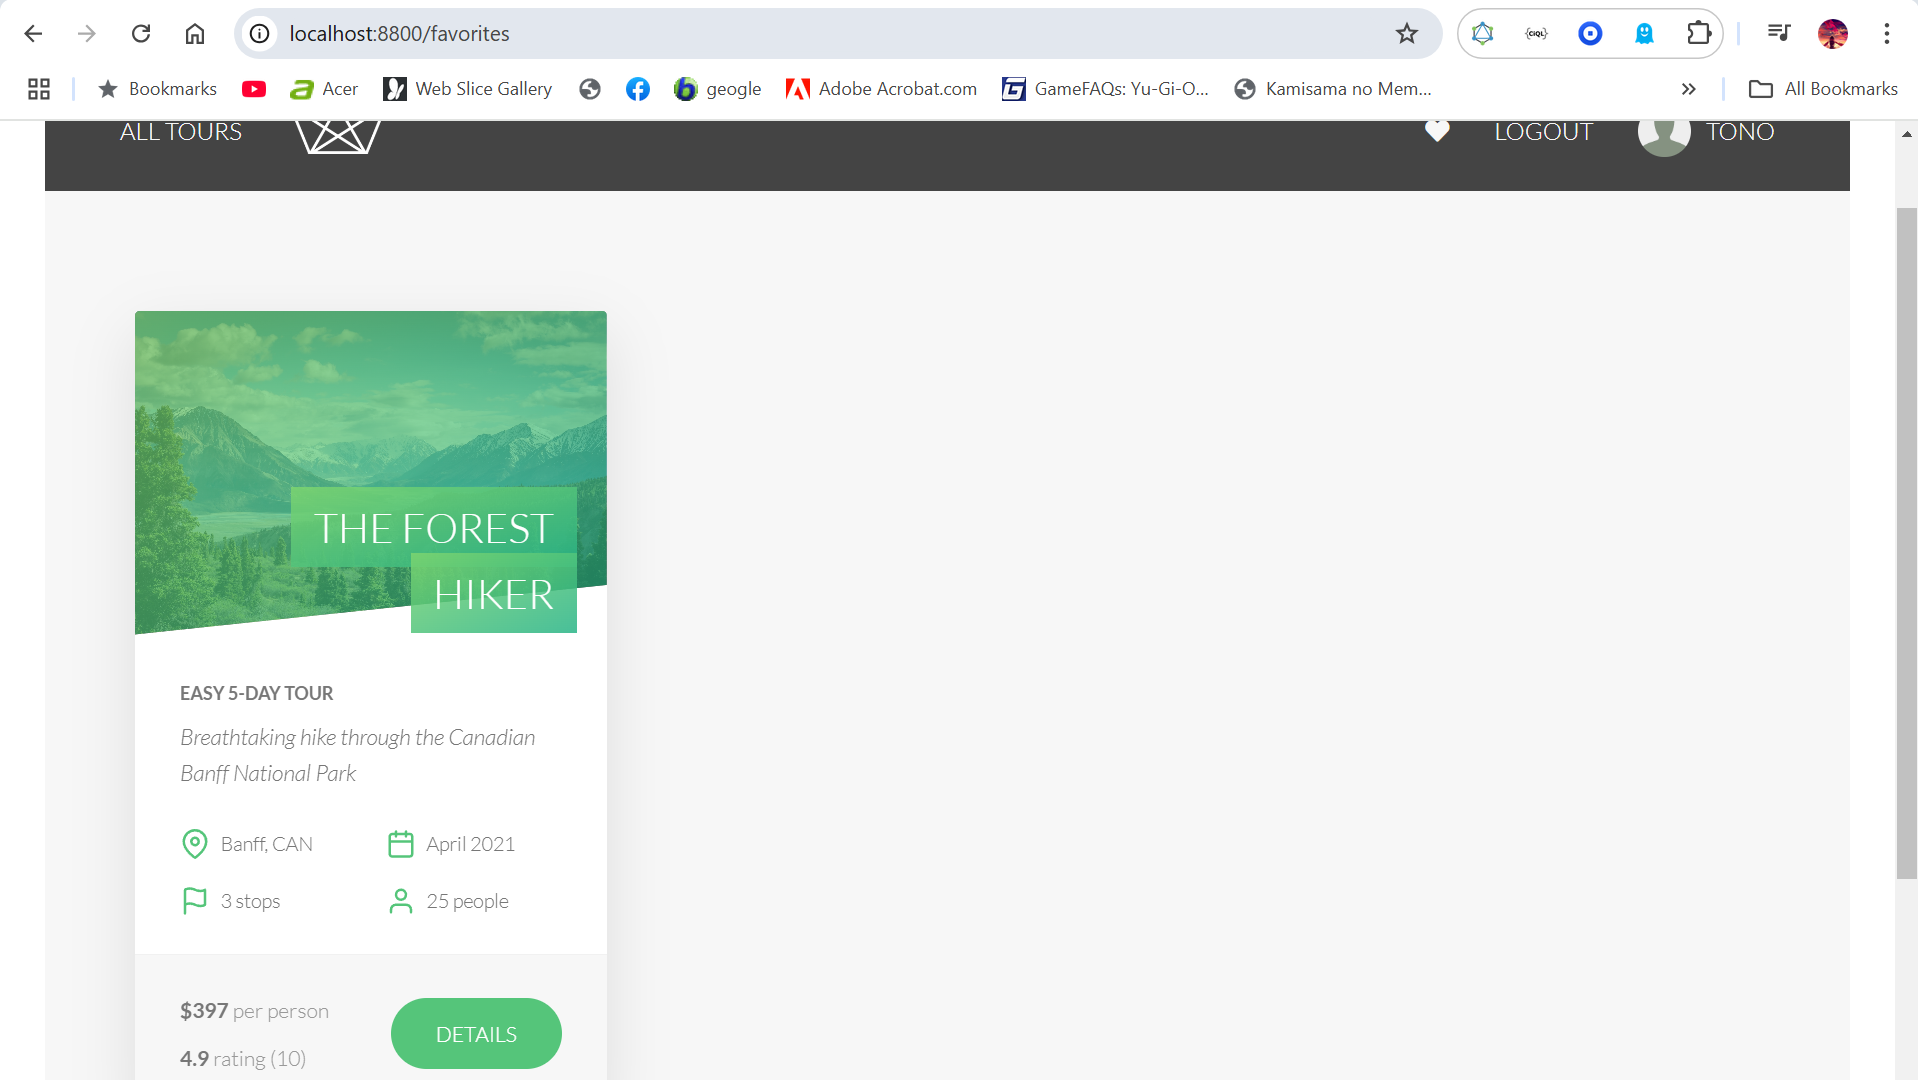 localhost:8800/favorites
{CIQL}
Bookmarks
Acer
Web Slice Gallery
geogle
Adobe Acrobat.com
GameFAQs: Yu-Gi-O...
Kamisama no Mem...
All Bookmarks
ALL TOURS
LOGOUT
TONO
THE FOREST
HIKER
EASY 5-DAY TOUR
Breathtaking hike through the Canadian
Banff National Park
Banff, CAN
April 2021
3 stops
25 people
$397 per person
DETAILS
4.9 rating (10)